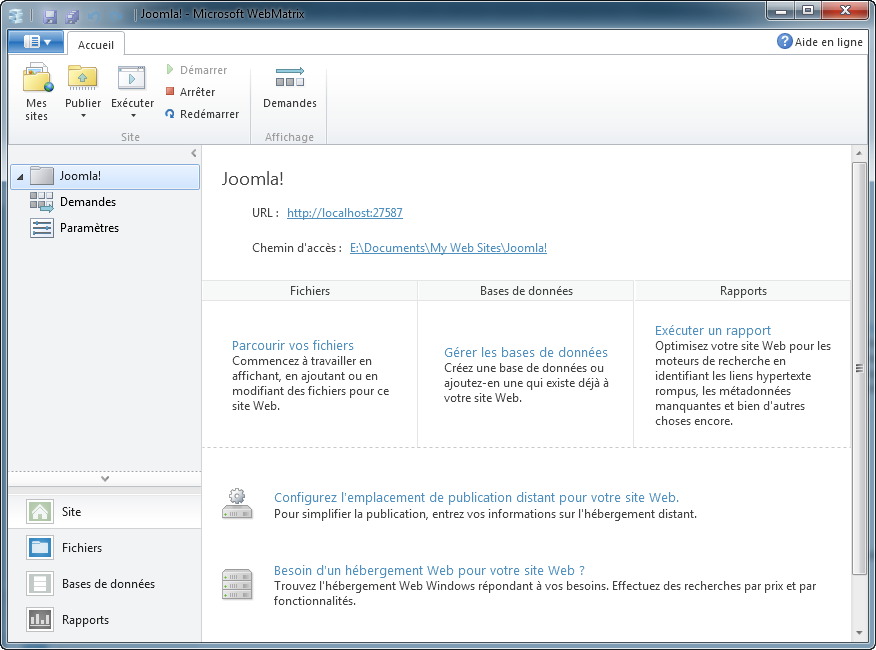 Joomla! - Microsoft WebMatrix
Accueil
Aide en ligne
Mes
sites
Publier
Exécuter
Démarrer
Arrêter
Redémarrer
Site
Demandes
Affichage
Joomla!
Demandes
Paramètres
Site
Fichiers
Bases de données
Rapports
Joomla!
URL : http://localhost:27587
Chemin d'accès : E:\Documents\My Web Sites\Joomla!
Fichiers
Bases de données
Rapports
Parcourir vos fichiers
Commencez à travailler en
affichant, en ajoutant ou en
modifiant des fichiers pour ce
site Web.
Gérer les bases de données
Créez une base de données ou
ajoutez-en une qui existe déjà à
votre site Web.
Exécuter un rapport
Optimisez votre site Web pour les
moteurs de recherche en
identifiant les liens hypertexte
rompus, les métadonnées
manquantes et bien d'autres
choses encore.
Configurez l'emplacement de publication distant pour votre site Web.
Pour simplifier la publication, entrez vos informations sur l'hébergement distant.
Besoin d'un hébergement Web pour votre site Web ?
Trouvez l'hébergement Web Windows répondant à vos besoins. Effectuez des recherches par prix et par
fonctionnalités.